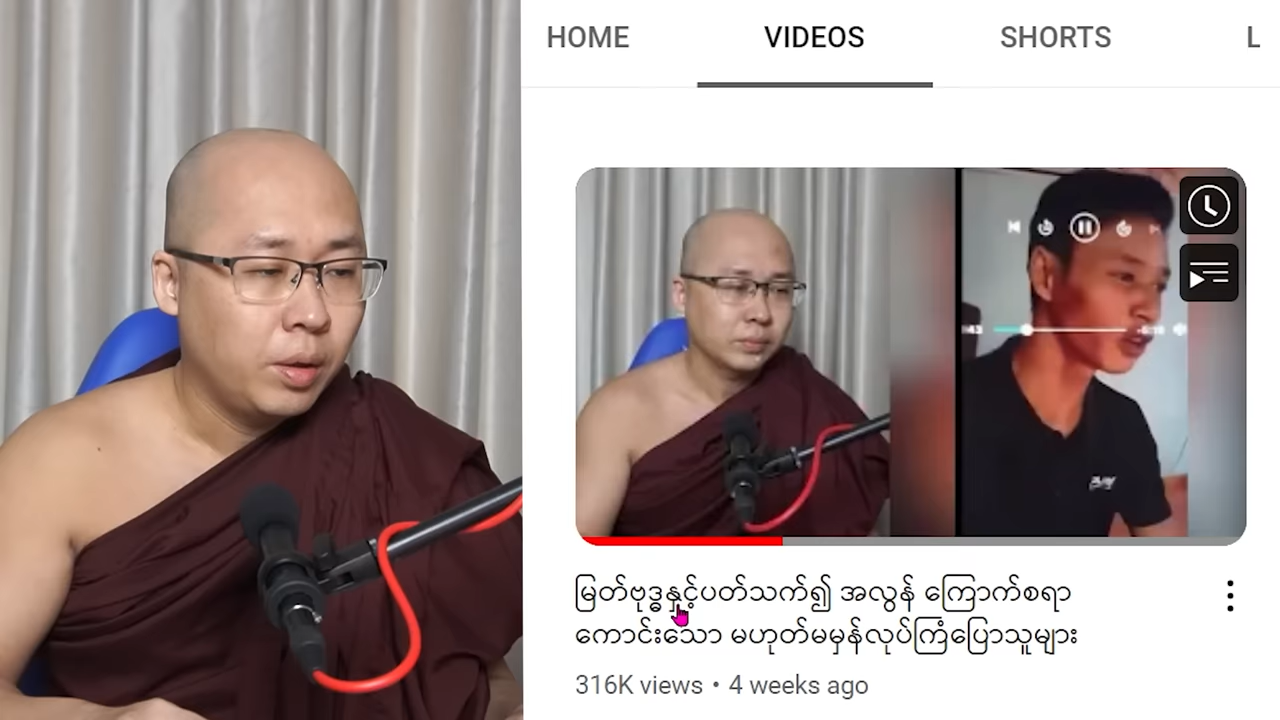 HOME VIDEOS SHORTS L
မြတ်ဗုဒ္ဓနှင့်ပတ်သက်၍ အလွန် ကြောက်စရာ
ကောင်းသော မဟုတ်မမှန်လုပ်ကြံပြောသူများ
316K views • 4 weeks ago